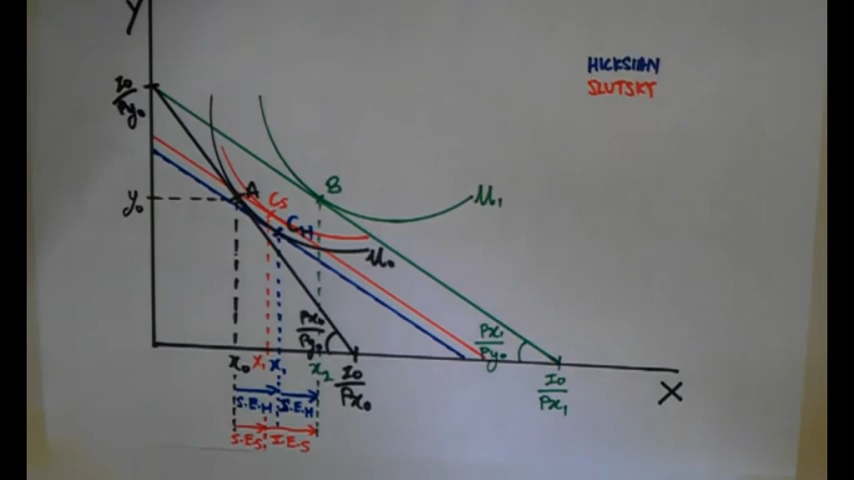 Y
HICKSIAN
SLUTSKY
I0/Py0
A
B
Cs
CH
y0
U1
U0
Px0/Py0
Px1/Py0
x0 x1 x1 x2
I0/Px0
I0/Px1
X
S.E.H I.E.H
S.E.S I.E.S